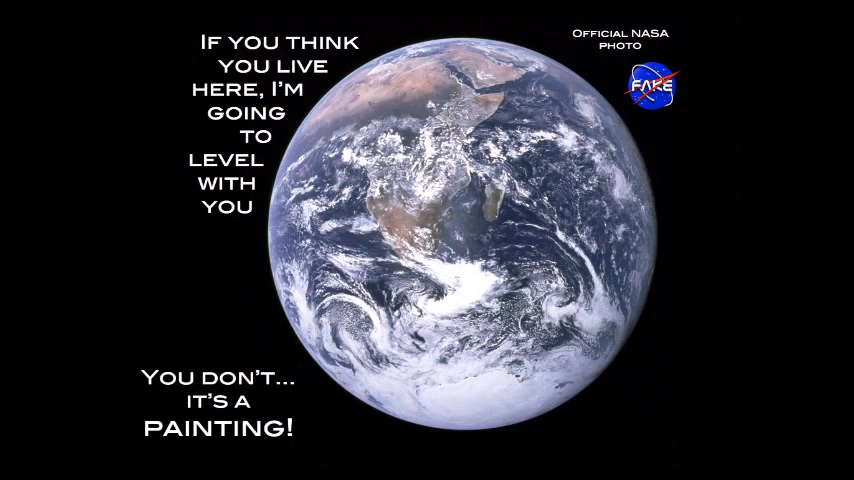 IF YOU THINK
YOU LIVE
HERE, I'M
GOING
TO
LEVEL
WITH
YOU
OFFICIAL NASA
PHOTO
FAKE
YOU DON'T...
IT'S A
PAINTING!